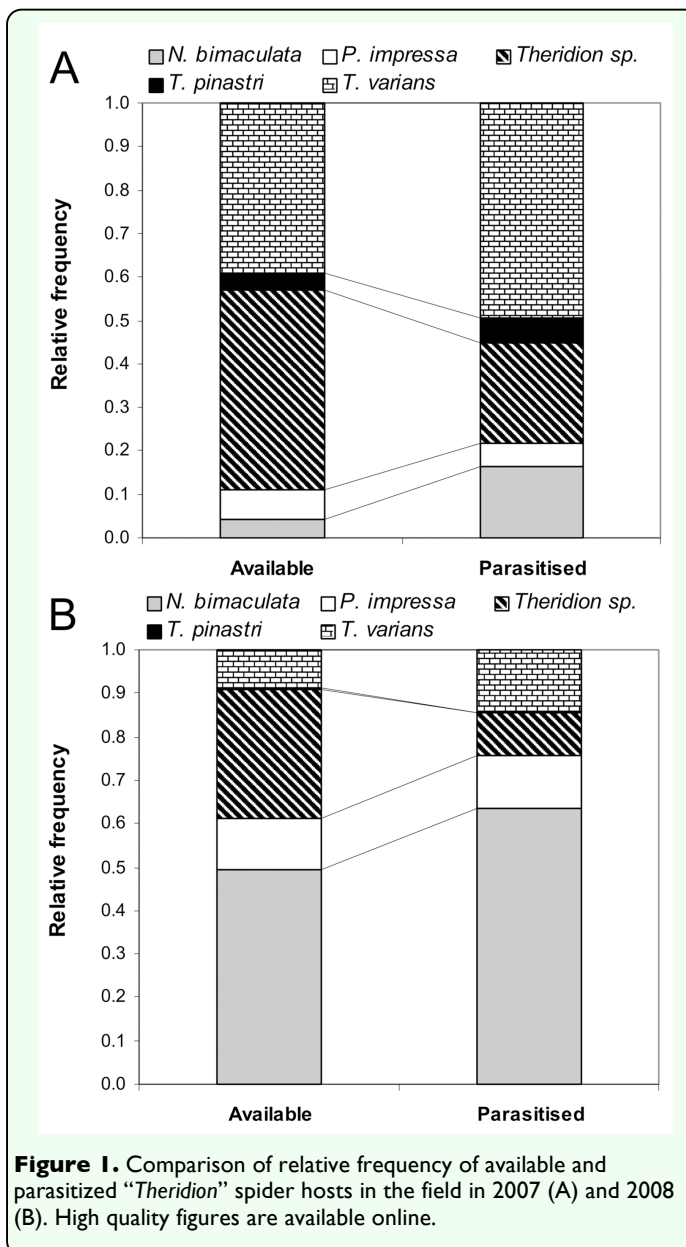 A
N. bimaculata P. impressa Theridion sp.
T. pinastri T. varians
1.0
0.9
0.8
0.7
0.6
0.5
0.4
0.3
0.2
0.1
0.0
Relative frequency
Available Parasitised
B
N. bimaculata P. impressa Theridion sp.
T. pinastri T. varians
1.0
0.9
0.8
0.7
0.6
0.5
0.4
0.3
0.2
0.1
0.0
Relative frequency
Available Parasitised
Figure 1. Comparison of relative frequency of available and
parasitized “Theridion” spider hosts in the field in 2007 (A) and 2008
(B). High quality figures are available online.